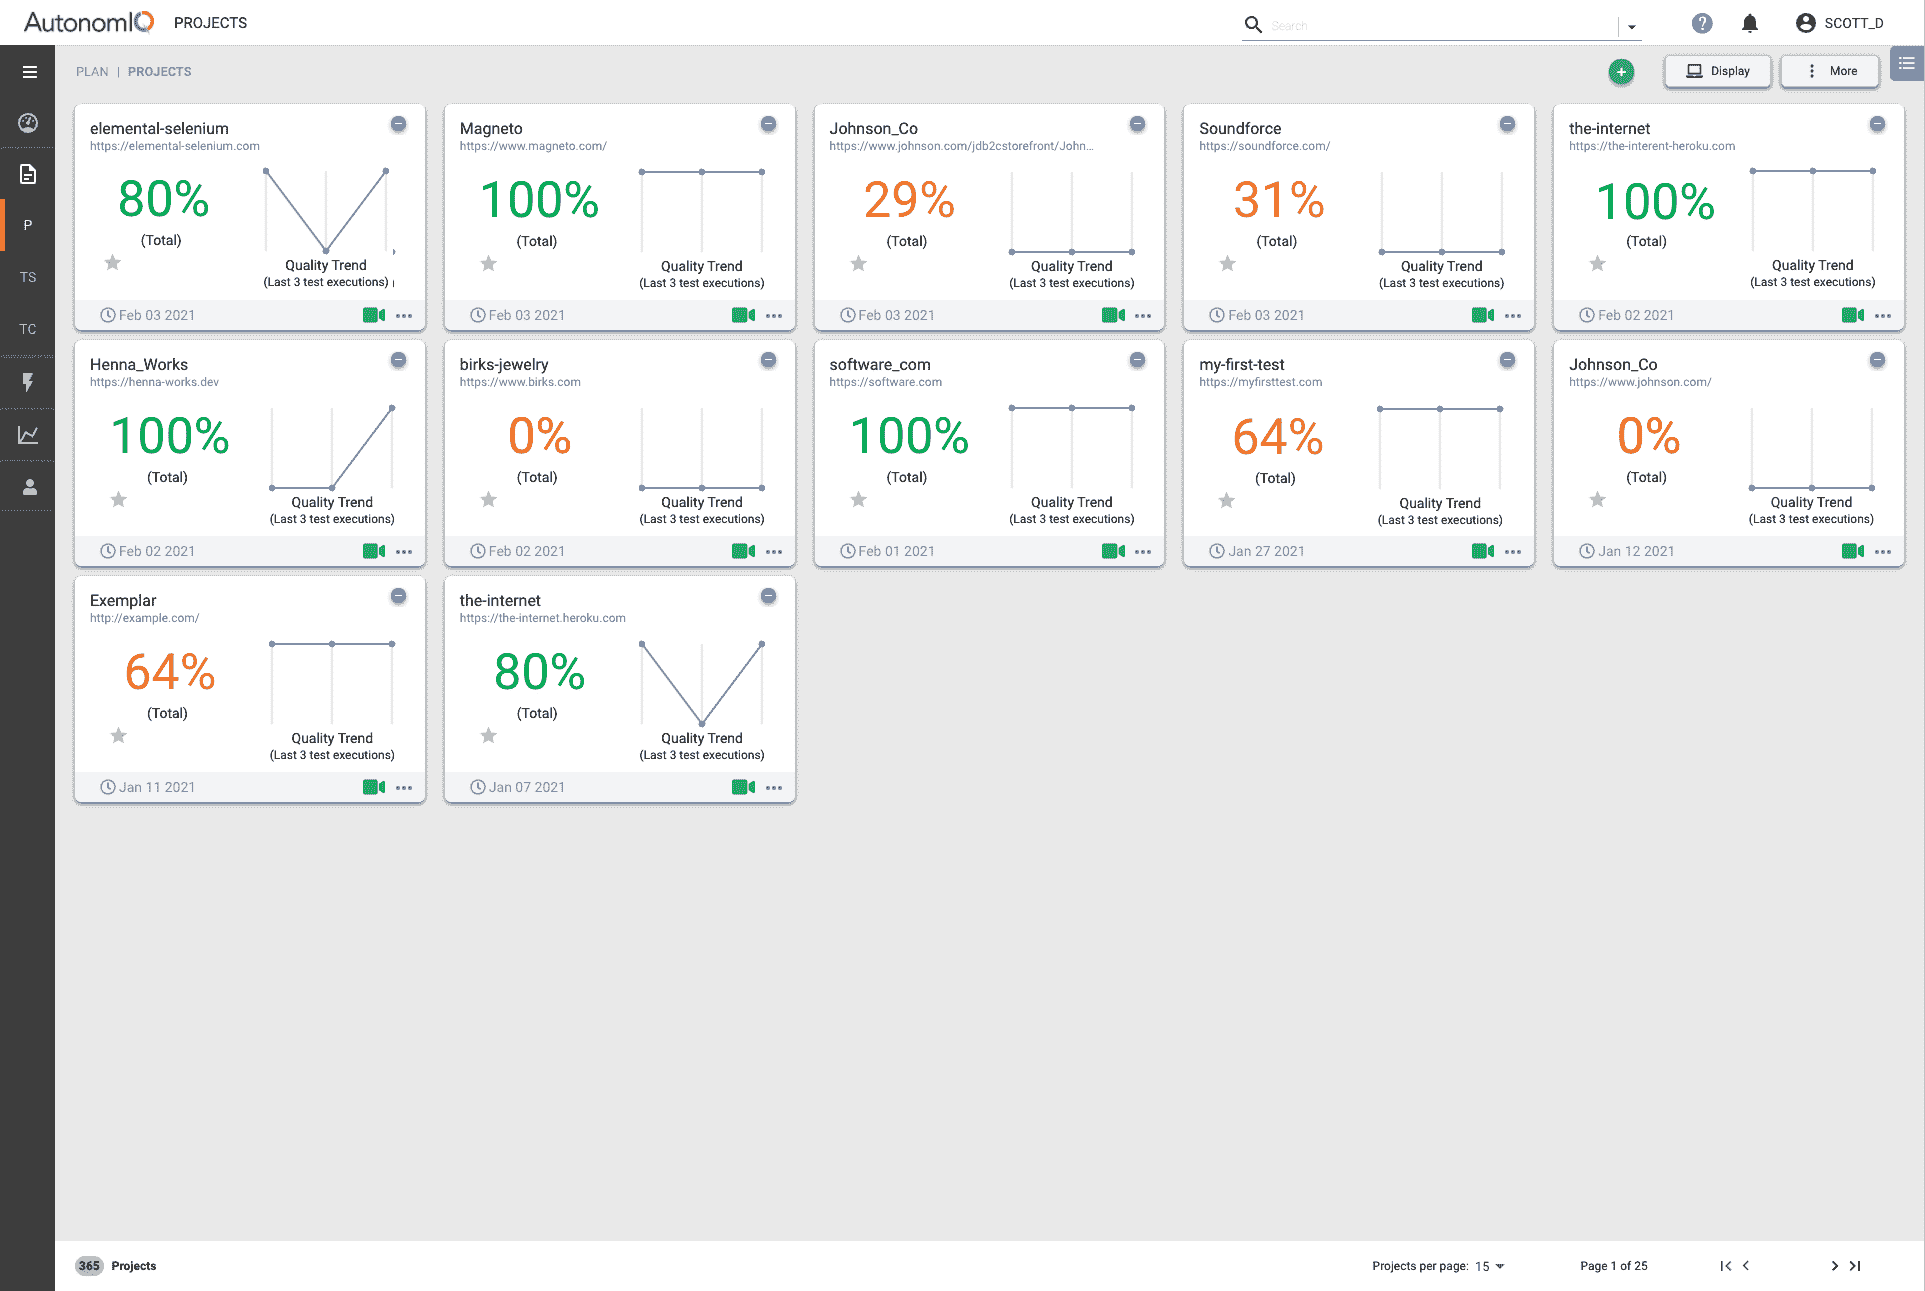 AutonomIQ PROJECTS Search ? SCOTT_D
PLAN | PROJECTS + Display More
elemental-selenium
https://elemental-selenium.com
80%
(Total)
Quality Trend
(Last 3 test executions)
Feb 03 2021
Magneto
https://www.magneto.com/
100%
(Total)
Quality Trend
(Last 3 test executions)
Feb 03 2021
Johnson_Co
https://www.johnson.com/jdb2cstorefront/John...
29%
(Total)
Quality Trend
(Last 3 test executions)
Feb 03 2021
Soundforce
https://soundforce.com/
31%
(Total)
Quality Trend
(Last 3 test executions)
Feb 03 2021
the-internet
https://the-interent-heroku.com
100%
(Total)
Quality Trend
(Last 3 test executions)
Feb 02 2021
P
TS
TC
Henna_Works
https://henna-works.dev
100%
(Total)
Quality Trend
(Last 3 test executions)
Feb 02 2021
birks-jewelry
https://www.birks.com
0%
(Total)
Quality Trend
(Last 3 test executions)
Feb 02 2021
software_com
https://software.com
100%
(Total)
Quality Trend
(Last 3 test executions)
Feb 01 2021
my-first-test
https://myfirsttest.com
64%
(Total)
Quality Trend
(Last 3 test executions)
Jan 27 2021
Johnson_Co
https://www.johnson.com/
0%
(Total)
Quality Trend
(Last 3 test executions)
Jan 12 2021
Exemplar
http://example.com/
64%
(Total)
Quality Trend
(Last 3 test executions)
Jan 11 2021
the-internet
https://the-internet.heroku.com
80%
(Total)
Quality Trend
(Last 3 test executions)
Jan 07 2021
365 Projects Projects per page: 15 Page 1 of 25